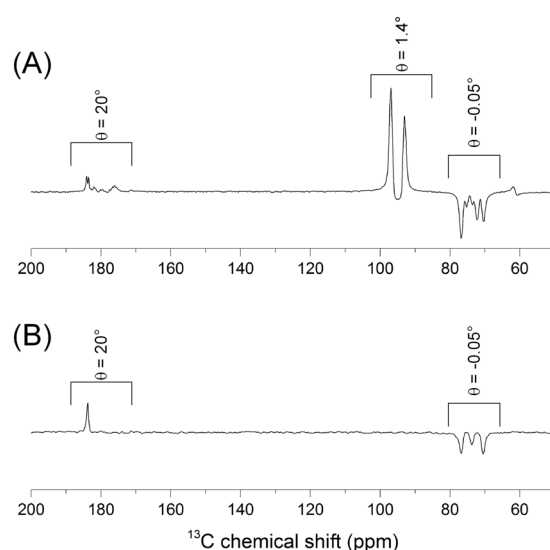 (A)
θ = 20°
θ = 1.4°
θ = -0.05°
200 180 160 140 120 100 80 60
(B)
θ = 20°
θ = -0.05°
200 180 160 140 120 100 80 60
¹³C chemical shift (ppm)